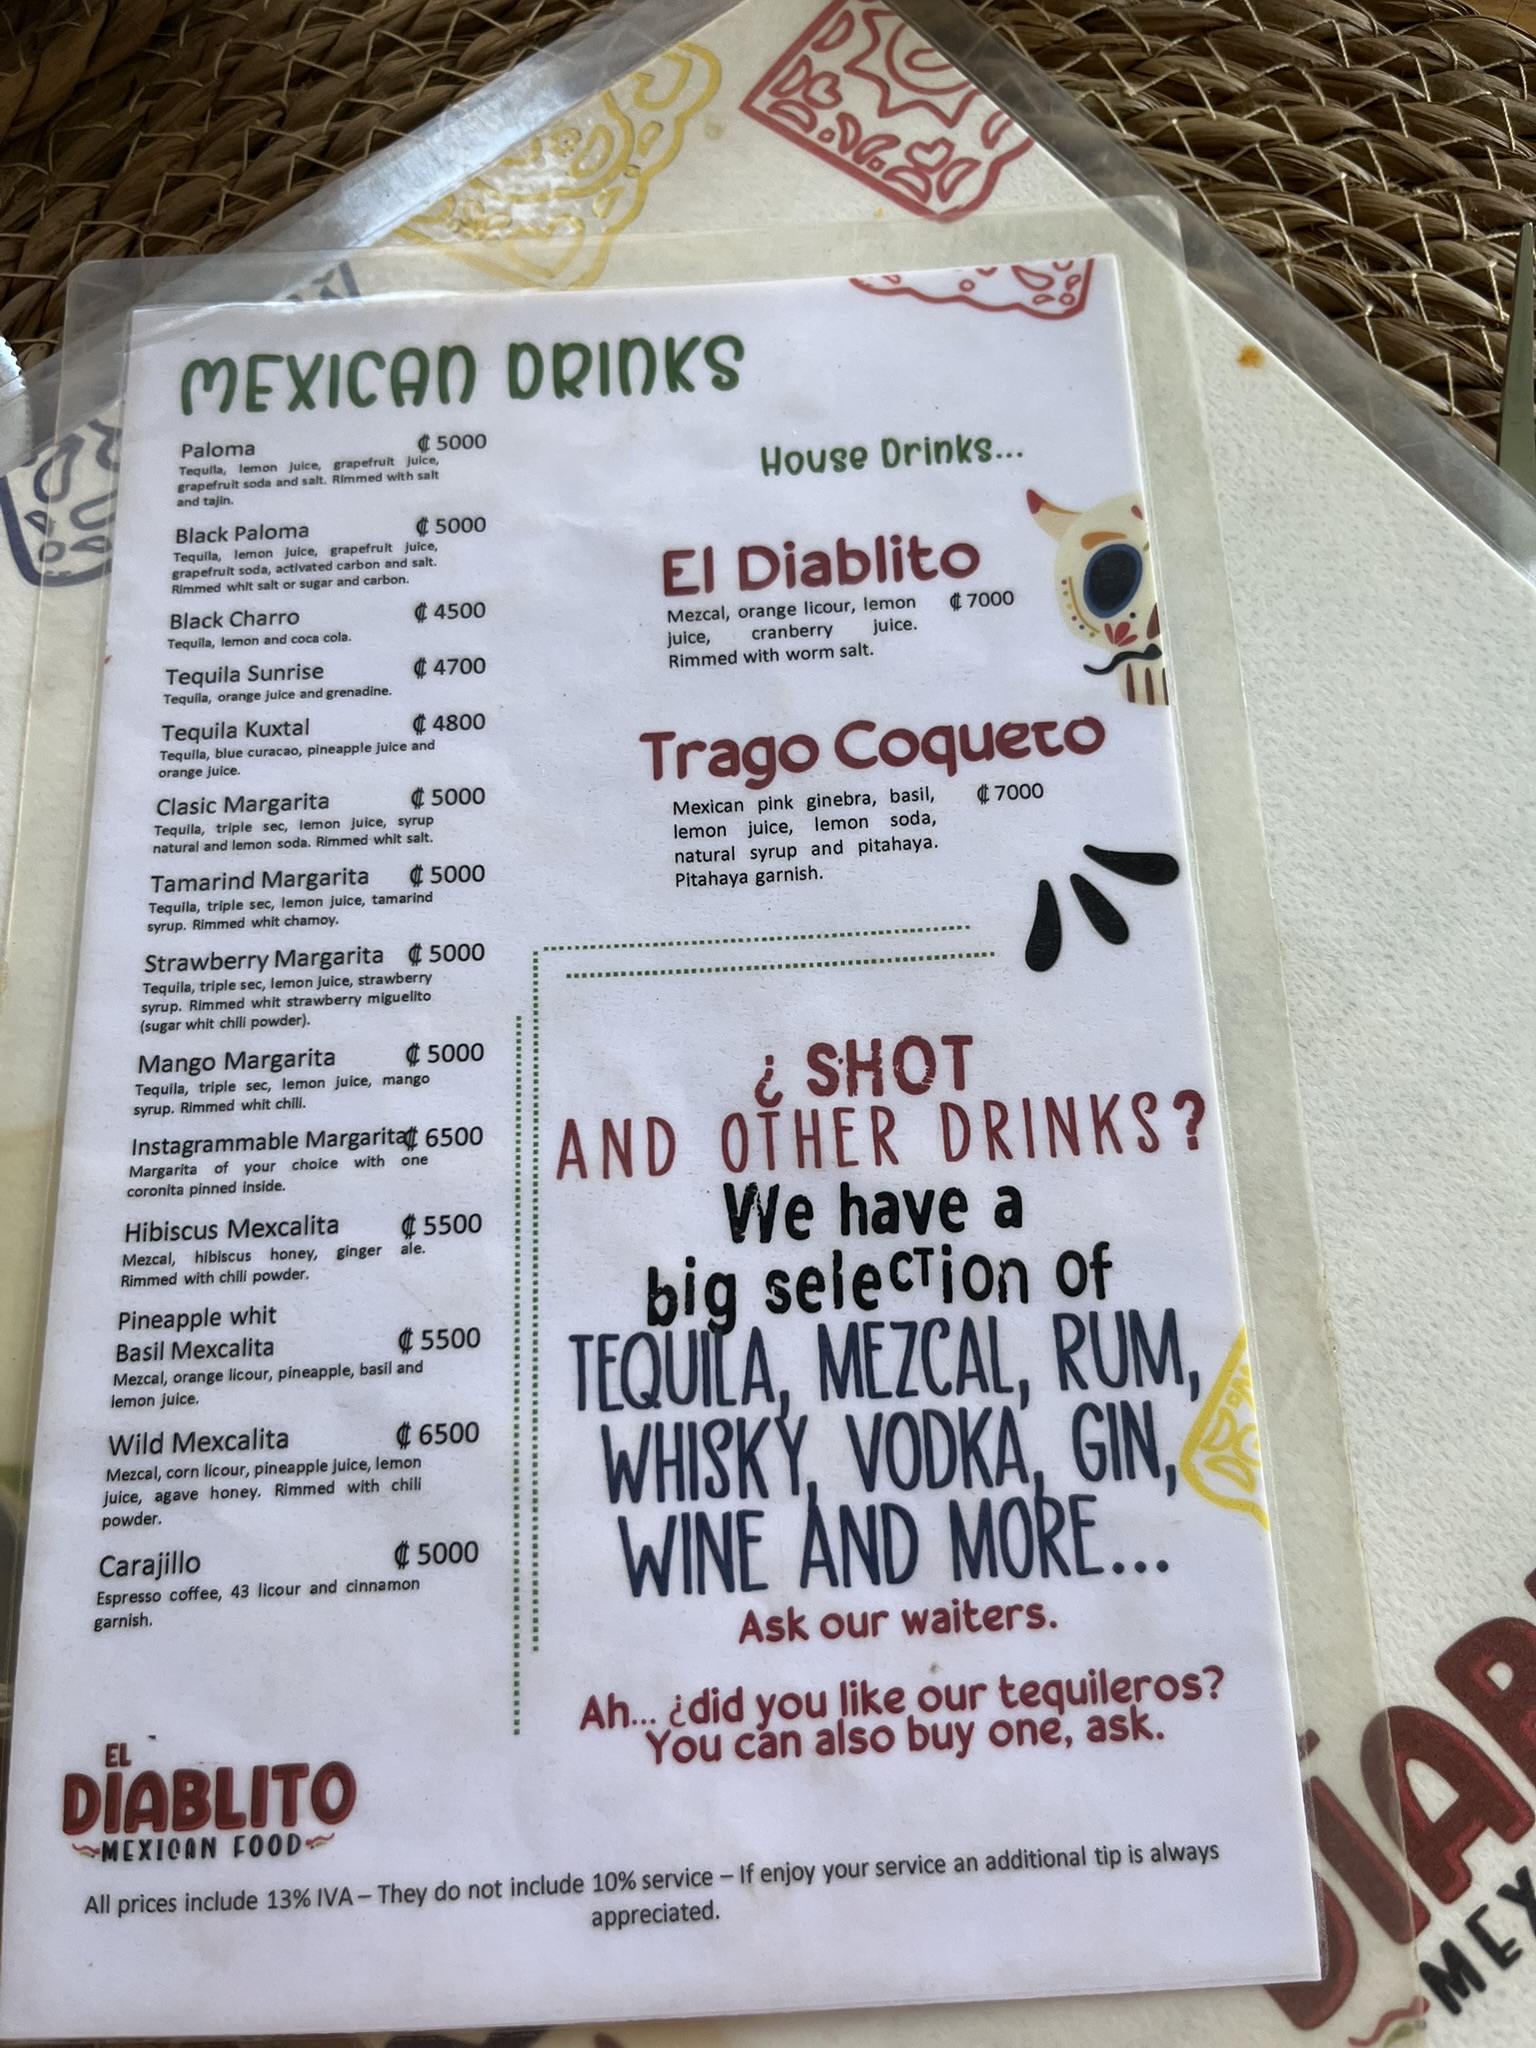 MEXICAN DRINKS
Paloma ₡ 5000
Tequila, lemon juice, grapefruit juice,
grapefruit soda and salt. Rimmed with salt
and tajin.
Black Paloma ₡ 5000
Tequila, lemon juice, grapefruit juice,
grapefruit soda, activated carbon and salt.
Rimmed whit salt or sugar and carbon.
Black Charro ₡ 4500
Tequila, lemon and coca cola.
Tequila Sunrise ₡ 4700
Tequila, orange juice and grenadine.
Tequila Kuxtal ₡ 4800
Tequila, blue curacao, pineapple juice and
orange juice.
Clasic Margarita ₡ 5000
Tequila, triple sec, lemon juice, syrup
natural and lemon soda. Rimmed whit salt.
Tamarind Margarita ₡ 5000
Tequila, triple sec, lemon juice, tamarind
syrup. Rimmed whit chamoy.
Strawberry Margarita ₡ 5000
Tequila, triple sec, lemon juice, strawberry
syrup. Rimmed whit strawberry miguelito
(sugar whit chili powder).
Mango Margarita ₡ 5000
Tequila, triple sec, lemon juice, mango
syrup. Rimmed whit chili.
Instagrammable Margarita ₡ 6500
Margarita of your choice with one
coronita pinned inside.
Hibiscus Mexcalita ₡ 5500
Mezcal, hibiscus honey, ginger ale.
Rimmed with chili powder.
Pineapple whit
Basil Mexcalita ₡ 5500
Mezcal, orange licour, pineapple, basil and
lemon juice.
Wild Mexcalita ₡ 6500
Mezcal, corn licour, pineapple juice, lemon
juice, agave honey. Rimmed with chili
powder.
Carajillo ₡ 5000
Espresso coffee, 43 licour and cinnamon
garnish.
House Drinks...
El Diablito
Mezcal, orange licour, lemon ₡ 7000
juice, cranberry juice.
Rimmed with worm salt.
Trago Coqueto
Mexican pink ginebra, basil, ₡ 7000
lemon juice, lemon soda,
natural syrup and pitahaya.
Pitahaya garnish.
¿ SHOT
AND OTHER DRINKS?
We have a
big selection of
TEQUILA, MEZCAL, RUM,
WHISKY, VODKA, GIN,
WINE AND MORE...
Ask our waiters.
Ah... ¿did you like our tequileros?
You can also buy one, ask.
EL
DIABLITO
MEXICAN FOOD
All prices include 13% IVA – They do not include 10% service – If enjoy your service an additional tip is always
appreciated.